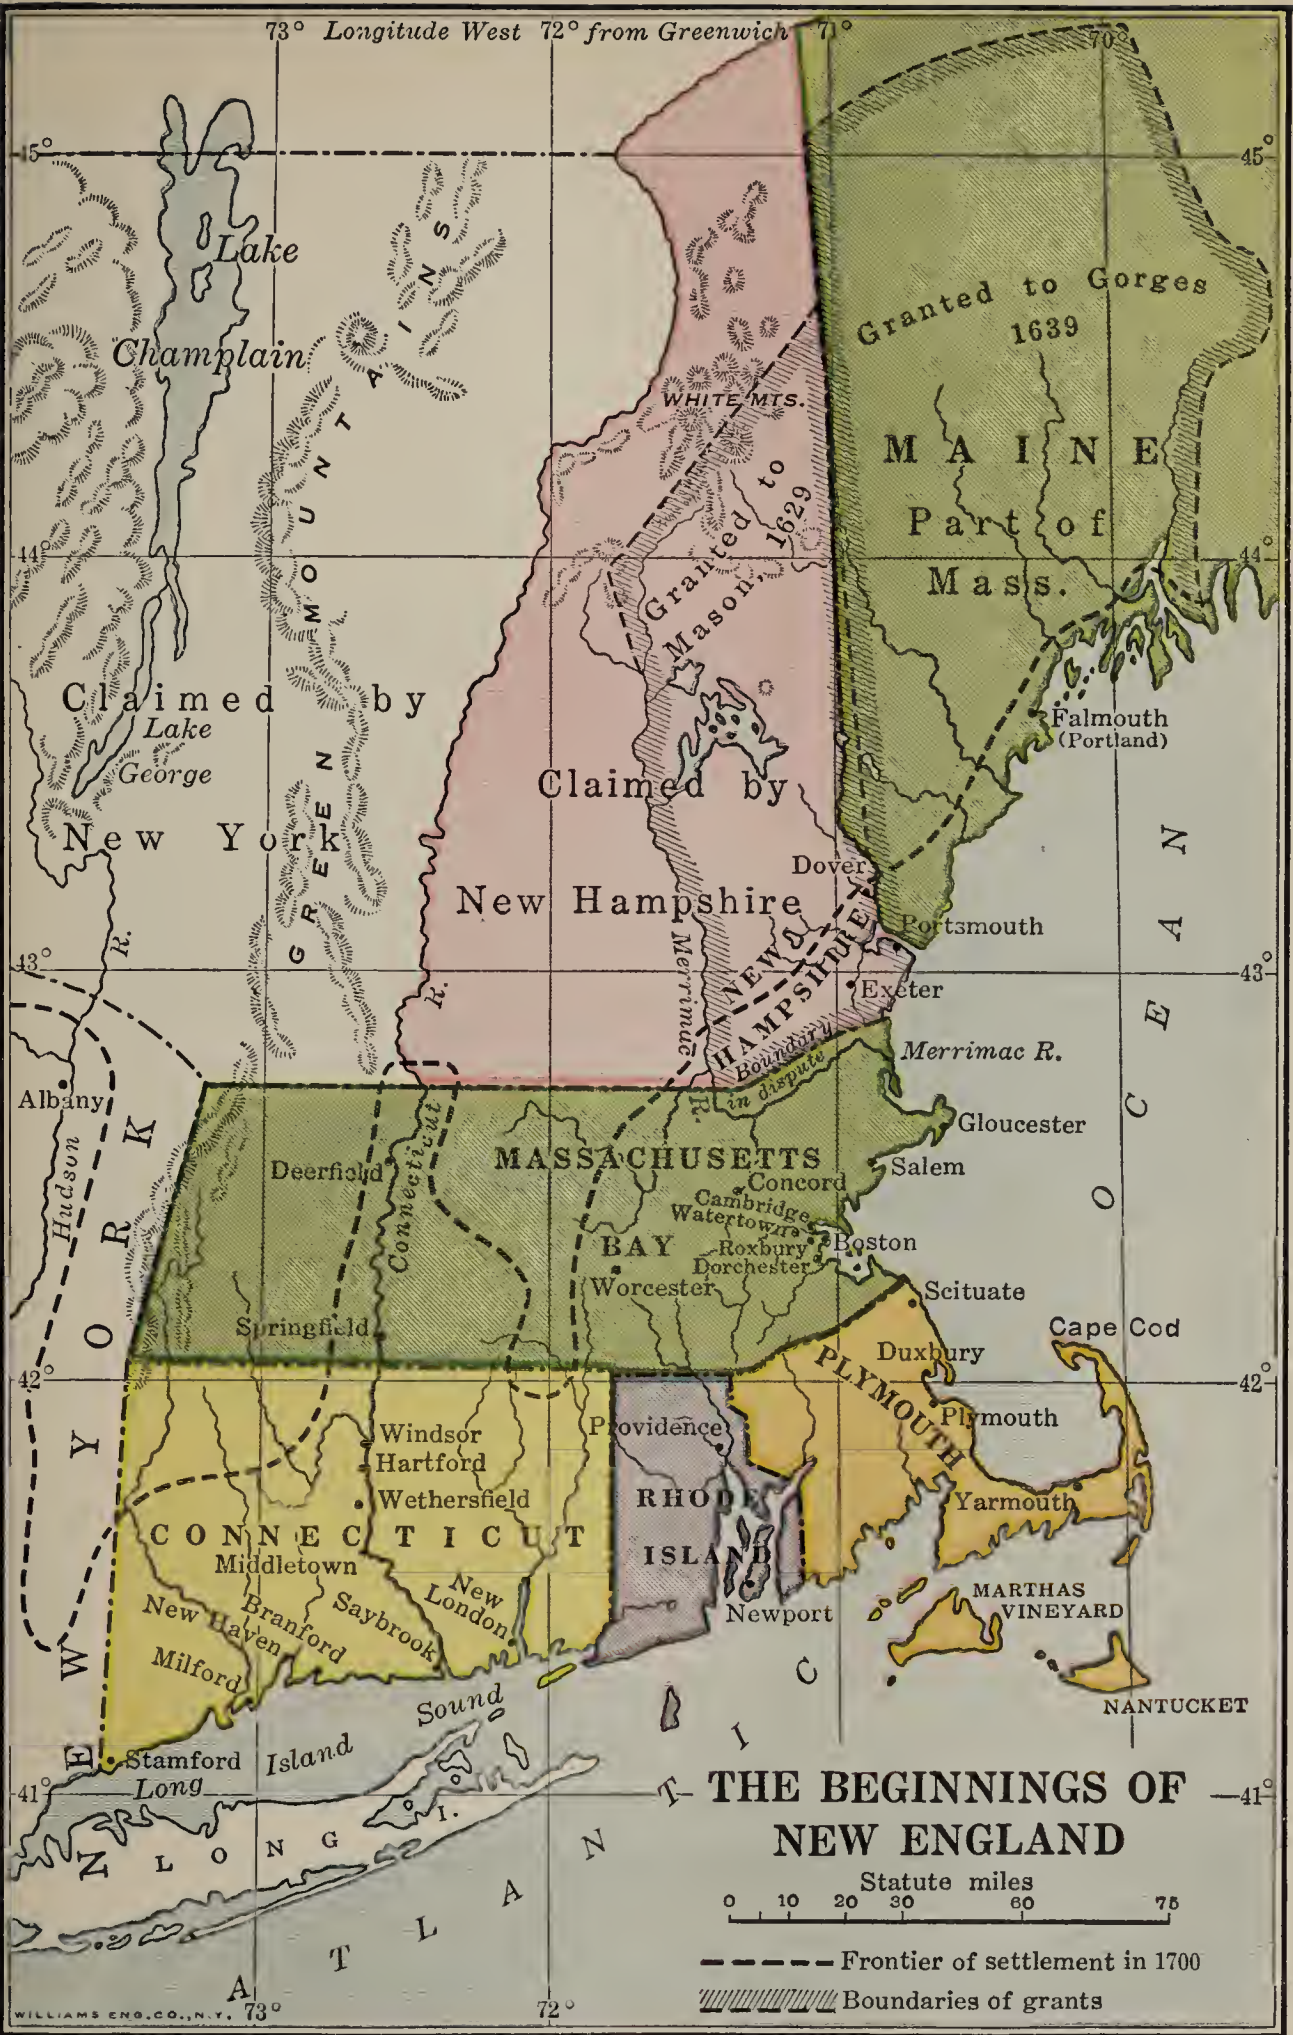 73° Longitude West 72° from Greenwich 71° 70°
45° 45°
Lake
Champlain
GREEN MOUNTAINS
Granted to Gorges
1639
WHITE MTS.
MAINE
Part of
Mass.
Granted to
Mason, 1629
44° 44°
Claimed by
New York
Lake
George
Falmouth
(Portland)
Claimed by
New Hampshire
Dover
Portsmouth
Exeter
NEW
HAMPSHIRE
Merrimac R.
R.
R.
43° 43°
Boundary
in dispute
Merrimac R.
Albany
Hudson
NEW YORK
Connecticut
Deerfield
MASSACHUSETTS
BAY
Gloucester
Salem
Concord
Cambridge
Watertown
Roxbury
Dorchester
Boston
Worcester
Springfield
Scituate
Cape Cod
Duxbury
PLYMOUTH
Plymouth
42° 42°
Windsor
Hartford
Wethersfield
Providence
RHODE
ISLAND
Yarmouth
CONNECTICUT
Middletown
New London
Saybrook
Branford
New Haven
Milford
Newport
MARTHAS
VINEYARD
NANTUCKET
Stamford
Long Island Sound
LONG I.
ATLANTIC OCEAN
41° 41°
THE BEGINNINGS OF
NEW ENGLAND
Statute miles
0 10 20 30 60 75
Frontier of settlement in 1700
Boundaries of grants
WILLIAMS ENG.CO., N.Y. 73° 72°